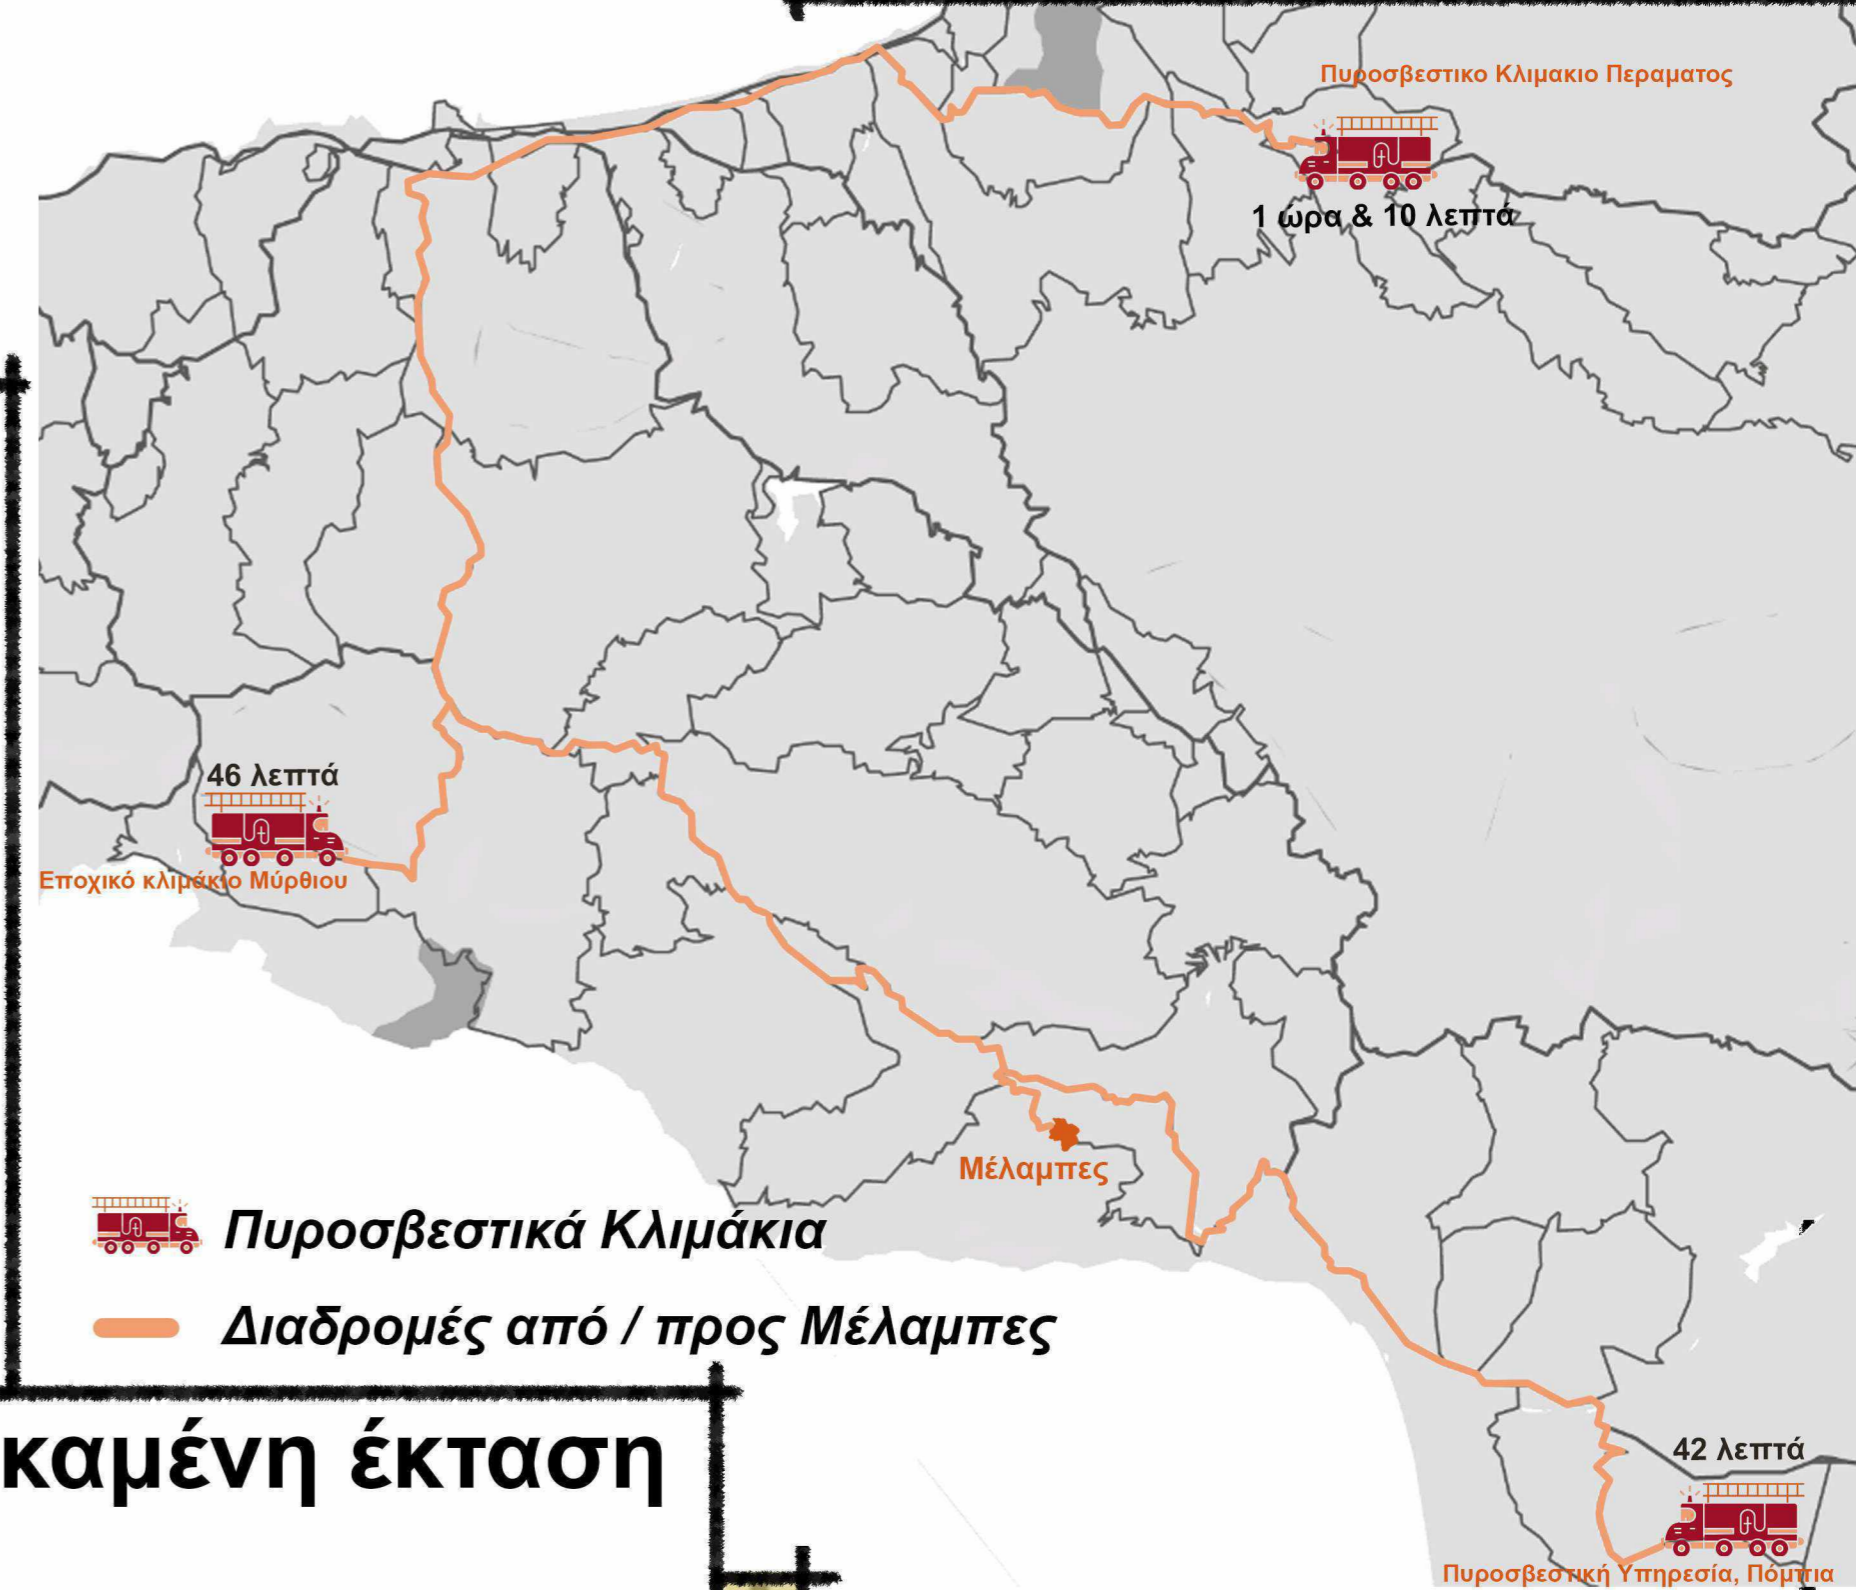 Πυροσβεστικο Κλιμακιο Περαματος
1 ώρα & 10 λεπτά
46 λεπτά
Εποχικό κλιμάκιο Μύρθιου
Μέλαμπες
Πυροσβεστικά Κλιμάκια
Διαδρομές από / προς Μέλαμπες
καμένη έκταση
42 λεπτά
Πυροσβεστική Υπηρεσία, Πόμπια